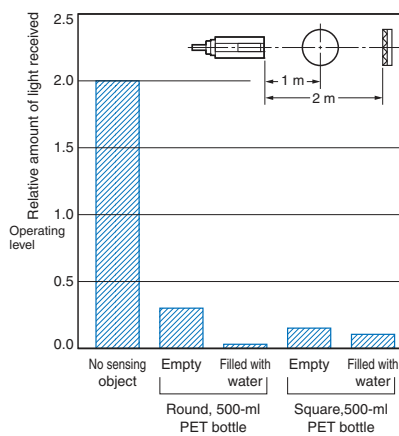 Relative amount of light received
2.5
2.0
1.5
1.0
Operating
level
0.5
0.0
1 m
2 m
No sensing
object
Empty
Filled with
water
Empty
Filled with
water
Round, 500-ml
PET bottle
Square,500-ml
PET bottle